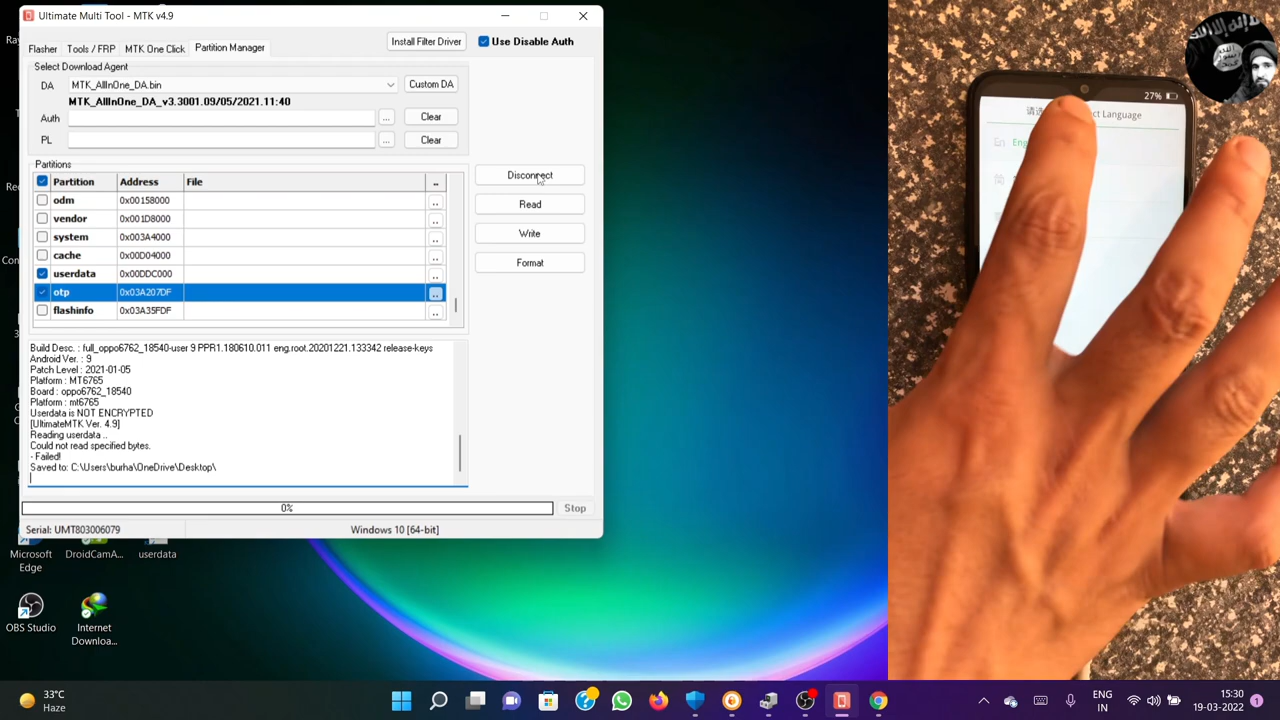 Ultimate Multi Tool - MTK v4.9
Flasher
Tools / FRP
MTK One Click
Partition Manager
Install Filter Driver
Use Disable Auth
Select Download Agent
DA
MTK_AllInOne_DA.bin
Custom DA
MTK_AllInOne_DA_v3.3001.09/05/2021.11:40
Auth
...
Clear
PL
...
Clear
Partitions
Partition Address File ..
odm 0x00158000 ..
vendor 0x001D8000 ..
system 0x003A4000 ..
cache 0x00D04000 ..
userdata 0x00DDC000 ..
otp 0x03A207DF ..
flashinfo 0x03A35FDF ..
Disconnect
Read
Write
Format
Build Desc. : full_oppo6762_18540-user 9 PPR1.180610.011 eng.root.20201221.133342 release-keys
Android Ver. : 9
Patch Level : 2021-01-05
Platform : MT6765
Board : oppo6762_18540
Platform : mt6765
Userdata is NOT ENCRYPTED
[UltimateMTK Ver. 4.9]
Reading userdata ..
Could not read specified bytes.
- Failed!
Saved to: C:\Users\burha\OneDrive\Desktop\
0%
Stop
Serial: UMT803006079
Windows 10 [64-bit]
Microsoft
Edge
DroidCamA...
userdata
OBS Studio
Internet
Downloa...
33°C
Haze
ENG
IN
15:30
19-03-2022
1
27%
请选
ct Language
Eng